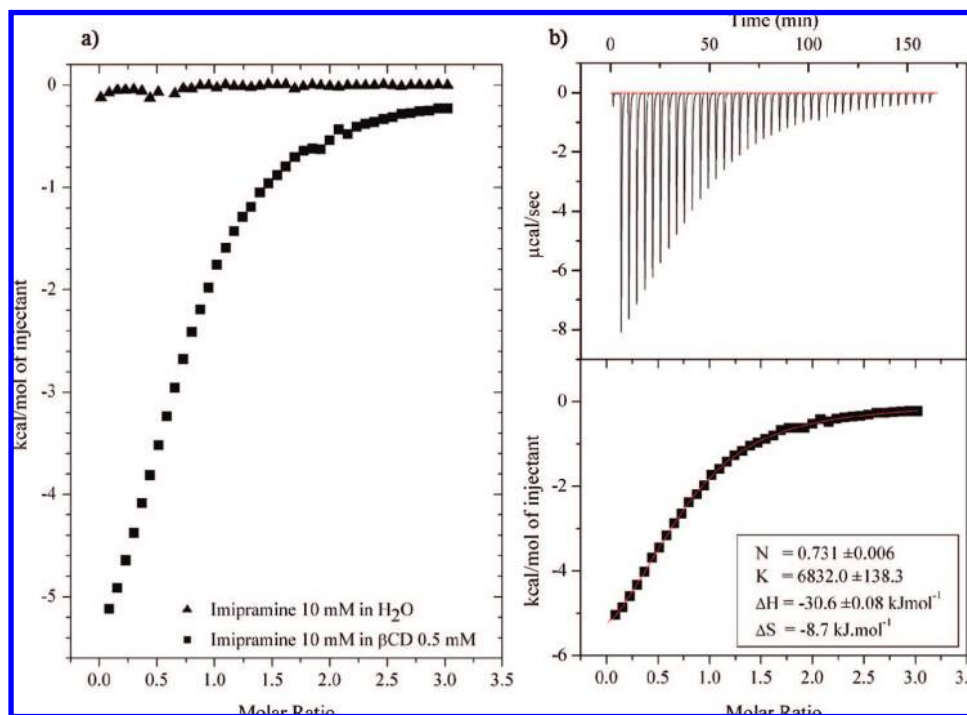 a)
0
-1
-2
-3
-4
-5
kcal/mol of injectant
▲ Imipramine 10 mM in H₂O
■ Imipramine 10 mM in βCD 0.5 mM
0.0 0.5 1.0 1.5 2.0 2.5 3.0 3.5
Molar Ratio
b)
Time (min)
0 50 100 150
0
-2
-4
-6
-8
µcal/sec
0
-2
-4
-6
kcal/mol of injectant
N = 0.731 ±0.006
K = 6832.0 ±138.3
ΔH = -30.6 ±0.08 kJmol⁻¹
ΔS = -8.7 kJ.mol⁻¹
0.0 0.5 1.0 1.5 2.0 2.5 3.0 3.
Molar Ratio